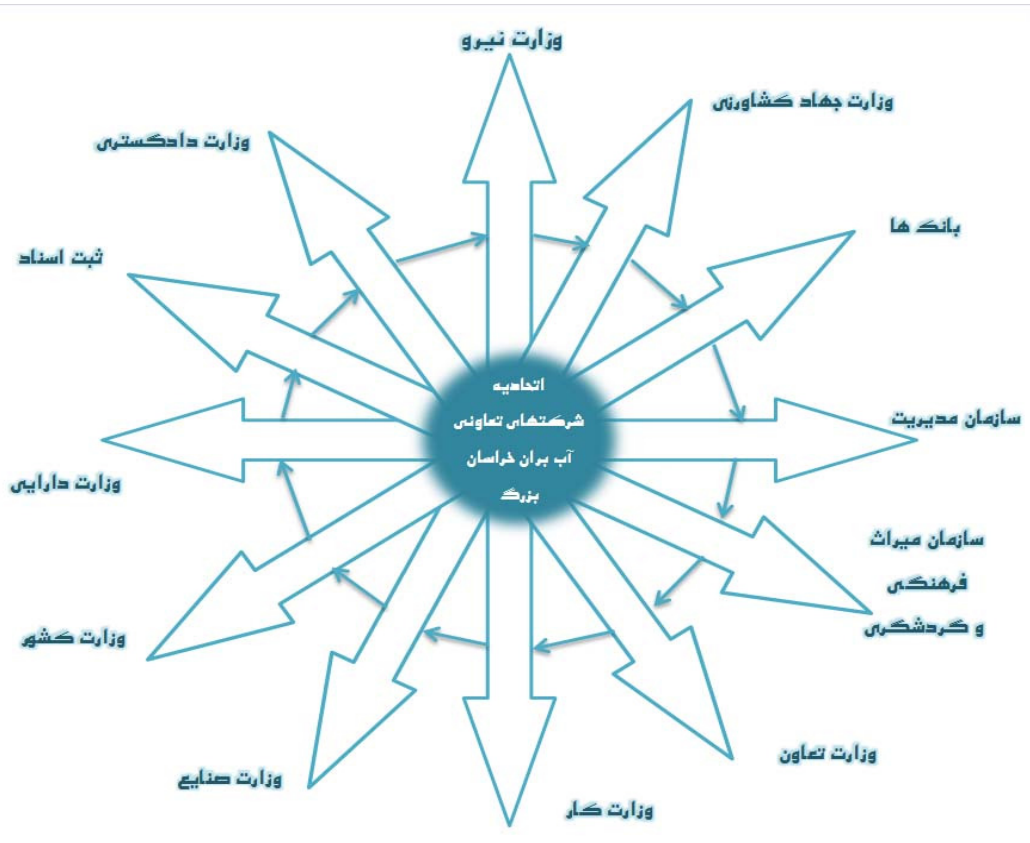 وزارت نیرو
وزارت جهاد کشاورزی
بانک ها
سازمان مدیریت
سازمان میراث
فرهنگی
و گردشگری
وزارت تعاون
وزارت کار
وزارت صنایع
وزارت کشور
وزارت دارایی
ثبت اسناد
وزارت دادگستری
اتحادیه
شرکتهای تعاونی
آب بران خراسان
بزرگ